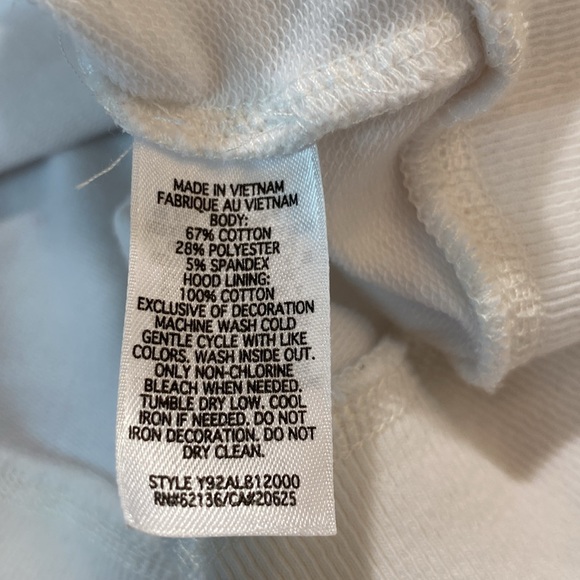 MADE IN VIETNAM
FABRIQUE AU VIETNAM
BODY:
67% COTTON
28% POLYESTER
5% SPANDEX
HOOD LINING:
100% COTTON
EXCLUSIVE OF DECORATION
MACHINE WASH COLD
GENTLE CYCLE WITH LIKE
COLORS. WASH INSIDE OUT.
ONLY NON-CHLORINE
BLEACH WHEN NEEDED.
TUMBLE DRY LOW. COOL
IRON IF NEEDED. DO NOT
IRON DECORATION. DO NOT
DRY CLEAN.
STYLE Y92ALB12000
RN#62136/CA#20625